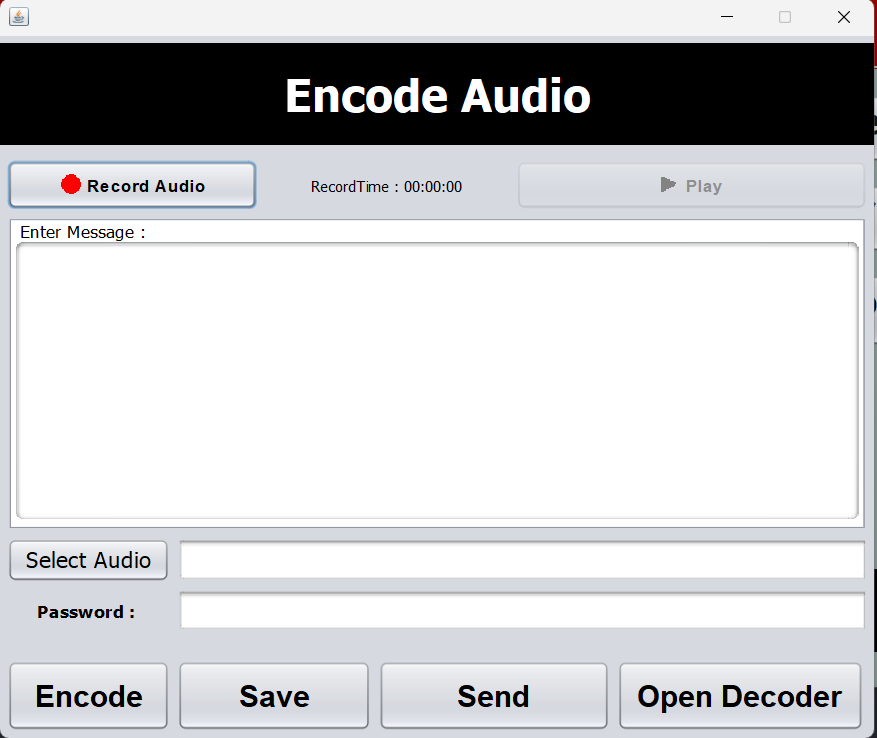 Encode Audio
Record Audio
RecordTime : 00:00:00
Play
Enter Message :
Select Audio
Password :
Encode
Save
Send
Open Decoder